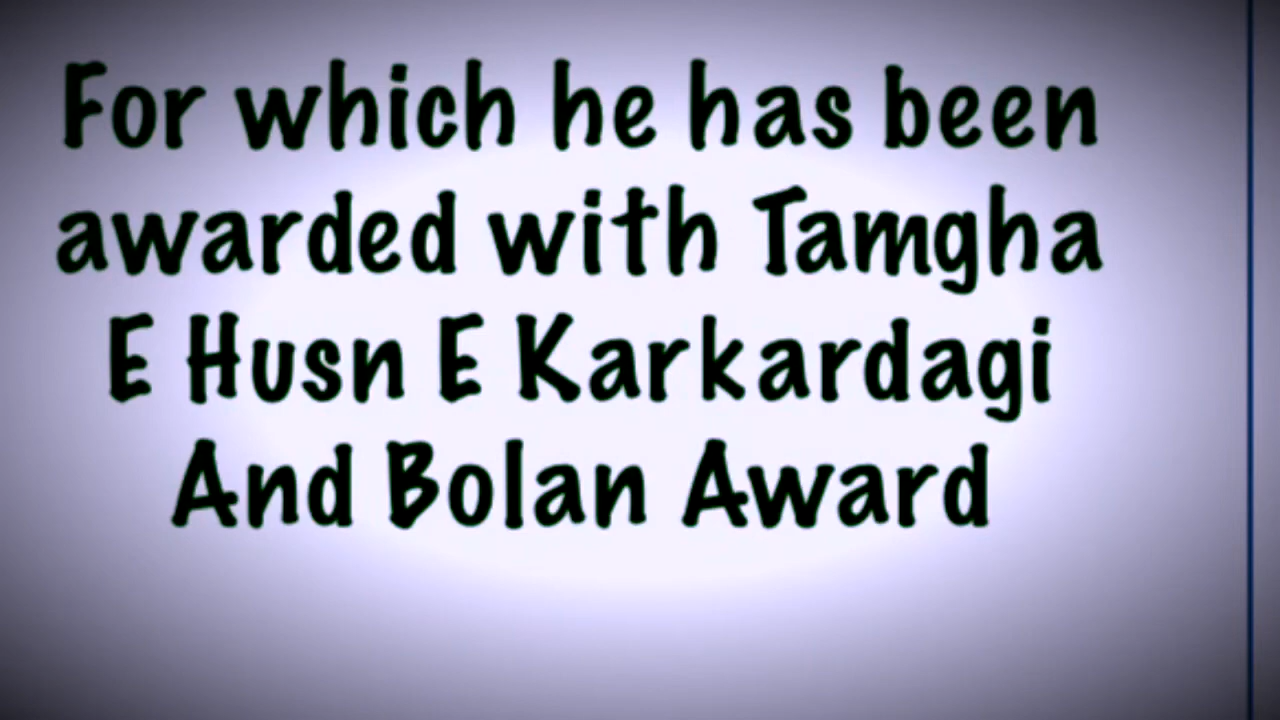 For which he has been
awarded with Tamgha
E Husn E Karkardagi
And Bolan Award